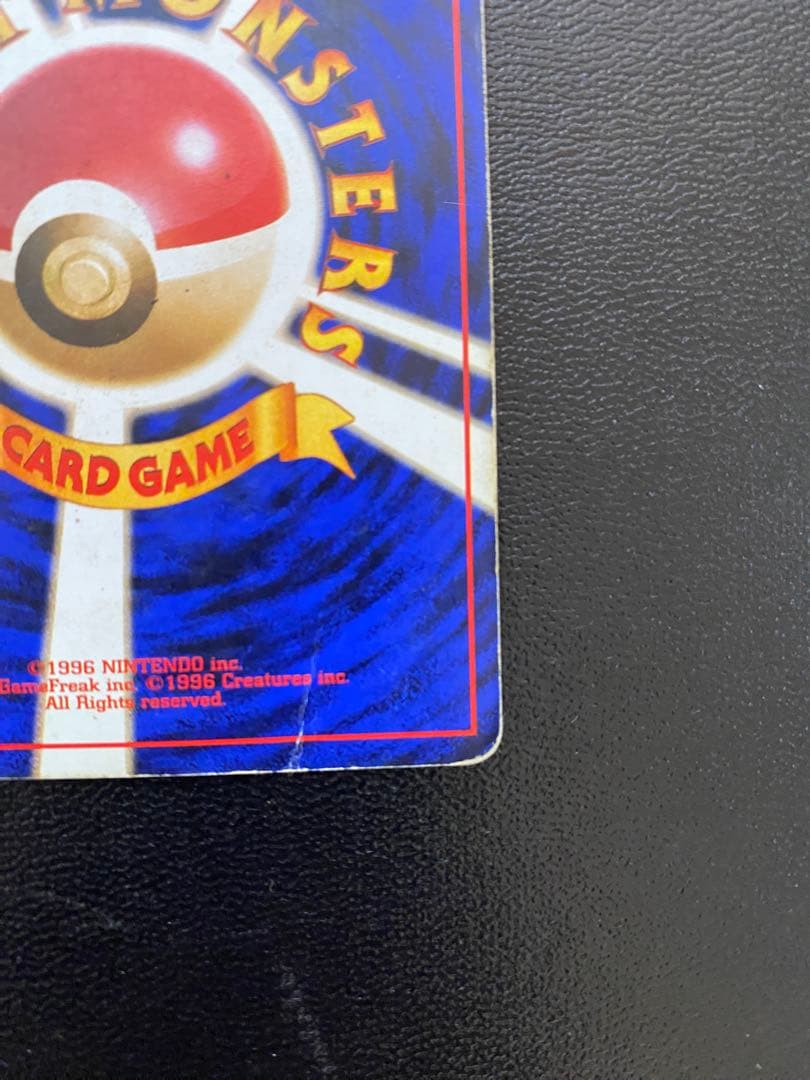 MONSTERS
CARD GAME
©1996 NINTENDO inc.
GameFreak inc. ©1996 Creatures inc.
All Rights reserved.